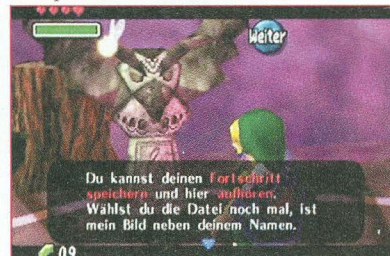 Weiter
Du kannst deinen Fortschritt
speichern und hier aufhören.
Wählst du die Datei noch mal, ist
mein Bild neben deinem Namen.
09